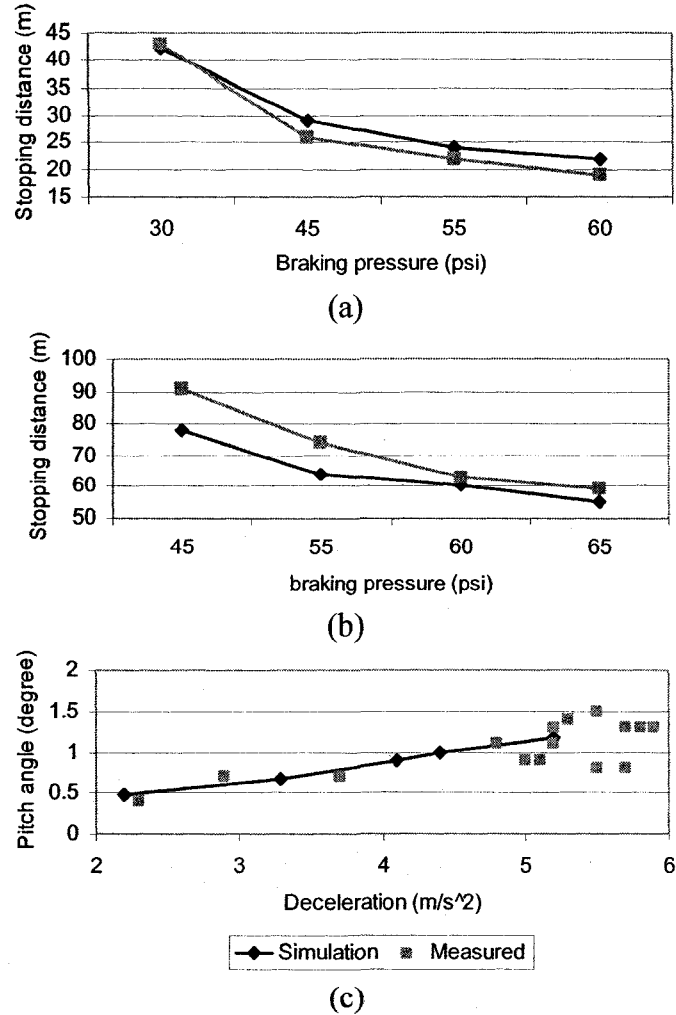 Stopping distance (m)
45
40
35
30
25
20
15
30 45 55 60
Braking pressure (psi)
(a)
Stopping distance (m)
100
90
80
70
60
50
45 55 60 65
braking pressure (psi)
(b)
Pitch angle (degree)
2
1.5
1
0.5
0
2 3 4 5 6
Deceleration (m/s^2)
Simulation Measured
(c)